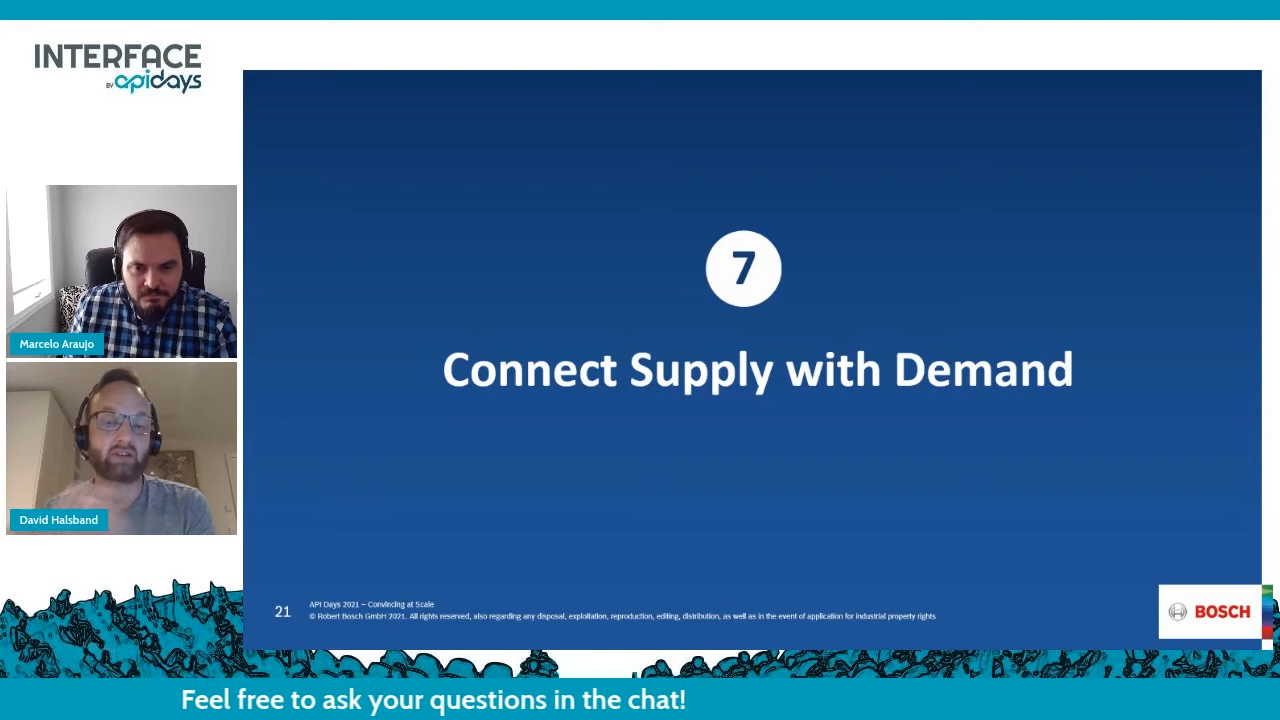 INTERFACE
BY apidays
Marcelo Araujo
David Halsband
7
Connect Supply with Demand
21
API Days 2021 – Convincing at Scale
© Robert Bosch GmbH 2021. All rights reserved, also regarding any disposal, exploitation, reproduction, editing, distribution, as well as in the event of application for industrial property rights
BOSCH
Feel free to ask your questions in the chat!